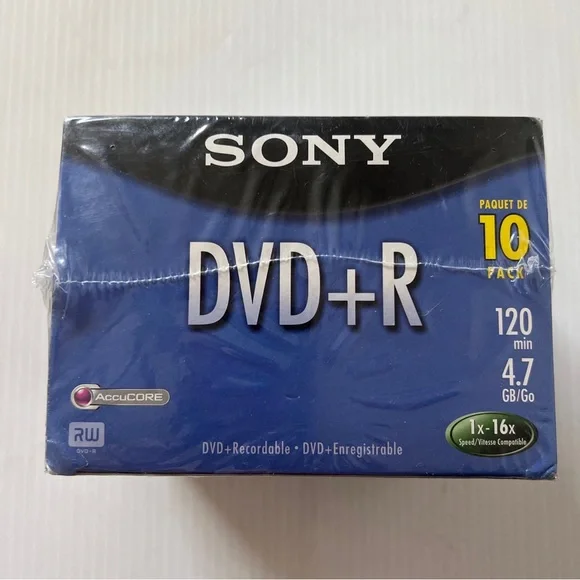 SONY
PAQUET DE
10
PACK
DVD+R
120
min
4.7
GB/Go
AccuCORE
1x-16x
Speed/Vitesse Compatible
RW
DVD+R
DVD+Recordable • DVD+Enregistrable